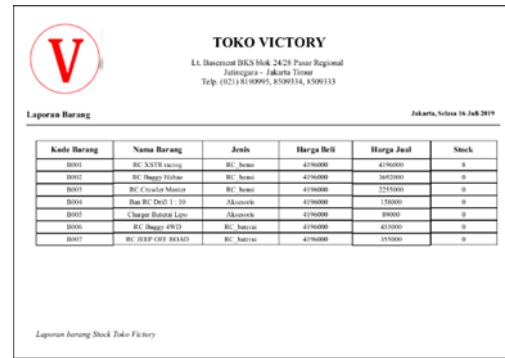 V
TOKO VICTORY
Lt. Basement BKS blok 24/28 Pasar Regional
Jatinegara - Jakarta Timur
Telp. (021) 8190995, 8509334, 8509333
Laporan Barang
Jakarta, Selasa 16 Juli 2019
Kode Barang Nama Barang Jenis Harga Beli Harga Jual Stock
B001 RC XSTR racing RC_bensi 4196000 4196000 8
B002 RC Buggy Habao RC_bensi 4196000 3692000 0
B003 RC Crawler Master RC_bensi 4196000 2255000 0
B004 Ban RC Drift 1 : 10 Aksesoris 4196000 158000 0
B005 Charger Baterai Lipo Aksesoris 4196000 89000 0
B006 RC Buggy 4WD RC_baterai 4196000 455000 0
B007 RC JEEP OFF ROAD RC_baterai 4196000 355000 0
Laporan barang Stock Toko Victory